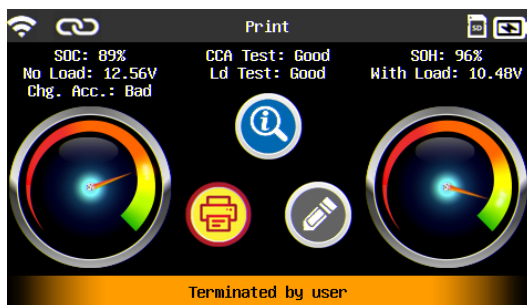 Print
SD
SOC: 89%
No Load: 12.56V
Chg. Acc.: Bad
CCA Test: Good
Ld Test: Good
SOH: 96%
With Load: 10.48V
i
Terminated by user